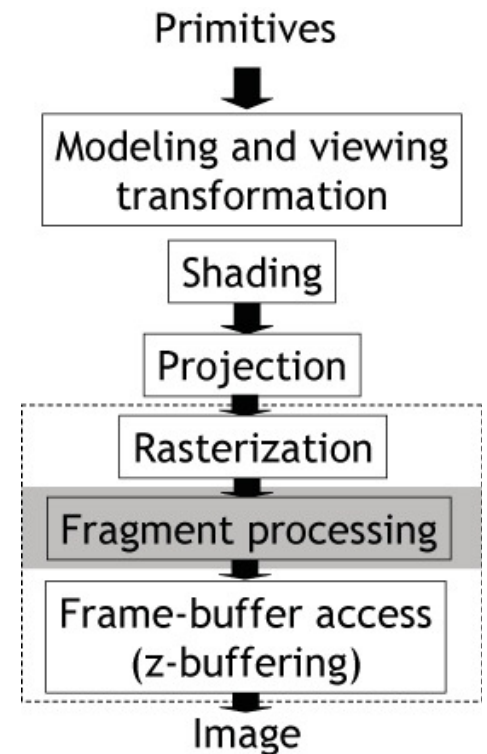 Primitives
Modeling and viewing
transformation
Shading
Projection
Rasterization
Fragment processing
Frame-buffer access
(z-buffering)
Image